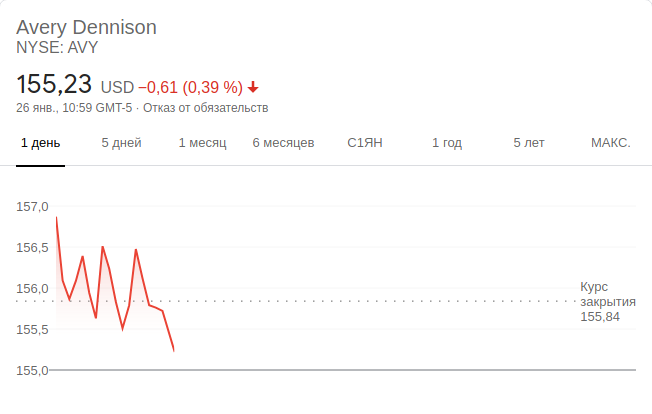 Avery Dennison
NYSE: AVY
155,23 USD −0,61 (0,39 %)
26 янв., 10:59 GMT-5 · Отказ от обязательств
1 день 5 дней 1 месяц 6 месяцев С1ЯН 1 год 5 лет МАКС.
157,0
156,5
156,0
155,5
155,0
Курс
закрытия
155,84